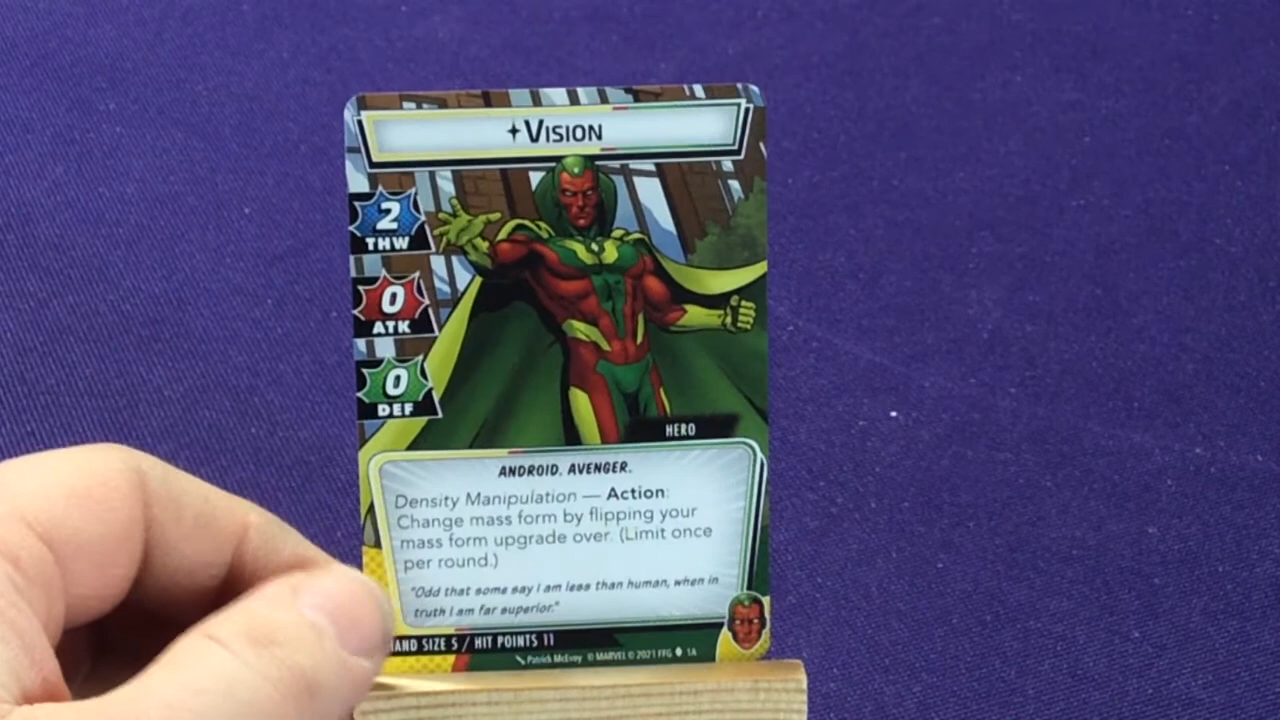 Vision
2
THW
0
ATK
0
DEF
HERO
ANDROID. AVENGER.
Density Manipulation — Action:
Change mass form by flipping your
mass form upgrade over. (Limit once
per round.)
"Odd that some say I am less than human, when in
truth I am far superior."
AND SIZE 5 / HIT POINTS 11
Patrick McEvoy © MARVEL © 2021 FFG 1A